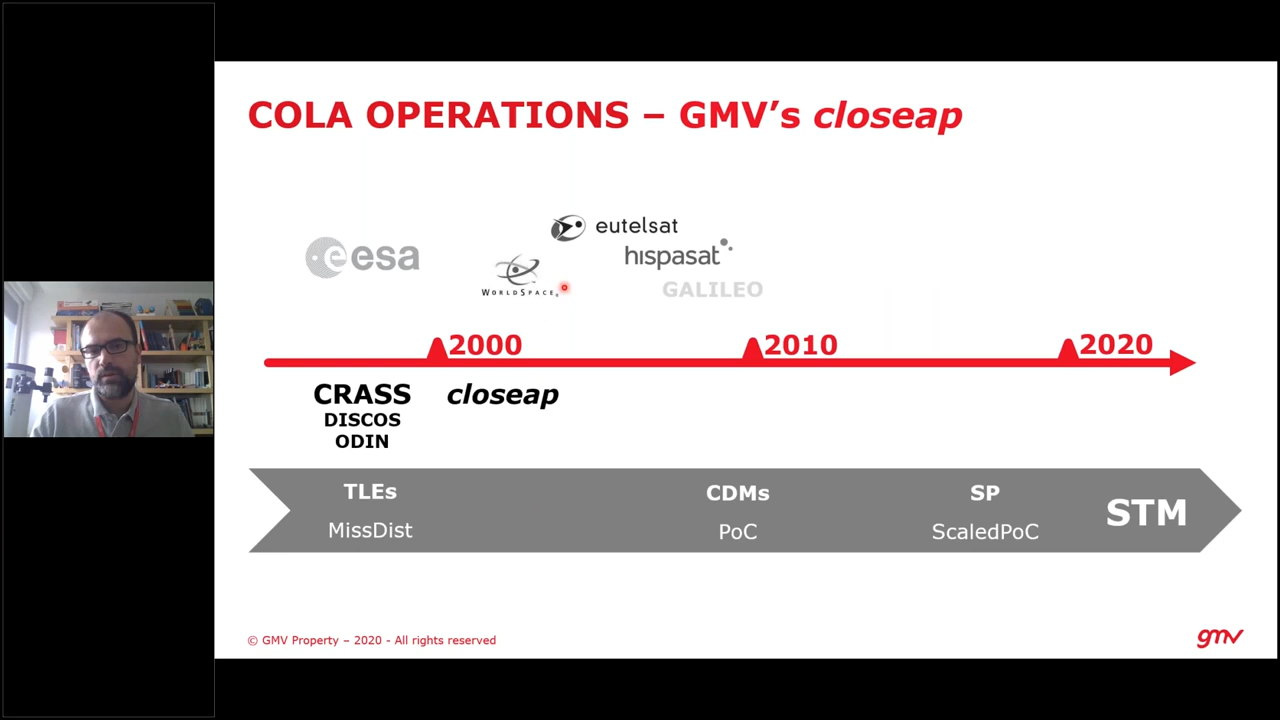 COLA OPERATIONS – GMV’s closeap
eutelsat
esa
hispasat
WORLDSPACE®
GALILEO
2000
2010
2020
CRASS
closeap
DISCOS
ODIN
TLEs
CDMs
SP
STM
MissDist
PoC
ScaledPoC
© GMV Property – 2020 - All rights reserved
gmv